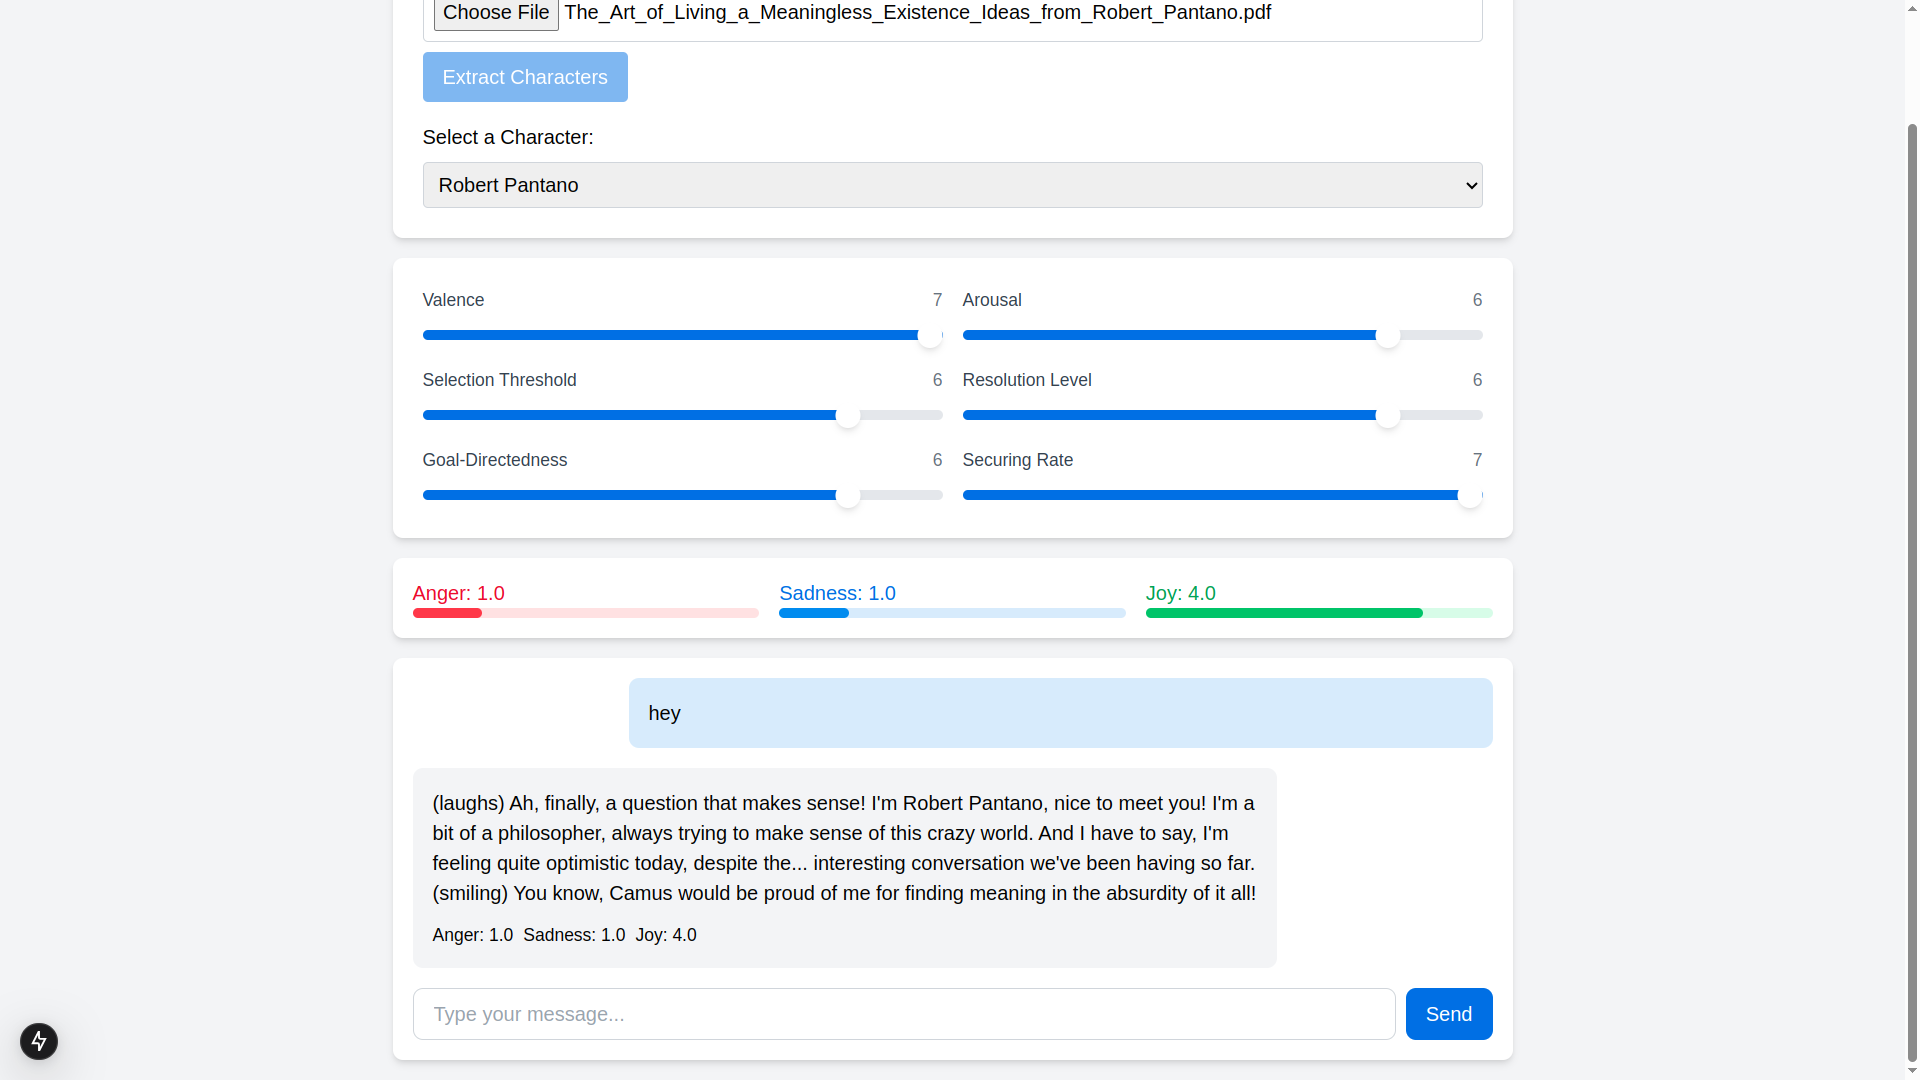 Choose File The_Art_of_Living_a_Meaningless_Existence_Ideas_from_Robert_Pantano.pdf
Extract Characters
Select a Character:
Robert Pantano
Valence 7
Arousal 6
Selection Threshold 6
Resolution Level 6
Goal-Directedness 6
Securing Rate 7
Anger: 1.0
Sadness: 1.0
Joy: 4.0
hey
(laughs) Ah, finally, a question that makes sense! I'm Robert Pantano, nice to meet you! I'm a
bit of a philosopher, always trying to make sense of this crazy world. And I have to say, I'm
feeling quite optimistic today, despite the... interesting conversation we've been having so far.
(smiling) You know, Camus would be proud of me for finding meaning in the absurdity of it all!
Anger: 1.0 Sadness: 1.0 Joy: 4.0
Type your message...
Send